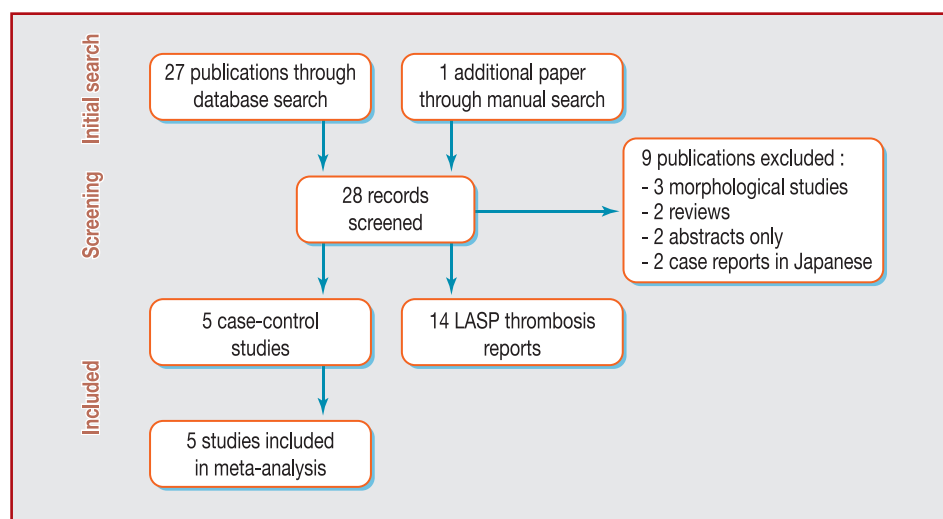 Initial search
27 publications through
database search
1 additional paper
through manual search
Screening
28 records
screened
9 publications excluded :
- 3 morphological studies
- 2 reviews
- 2 abstracts only
- 2 case reports in Japanese
Included
5 case-control
studies
14 LASP thrombosis
reports
5 studies included
in meta-analysis